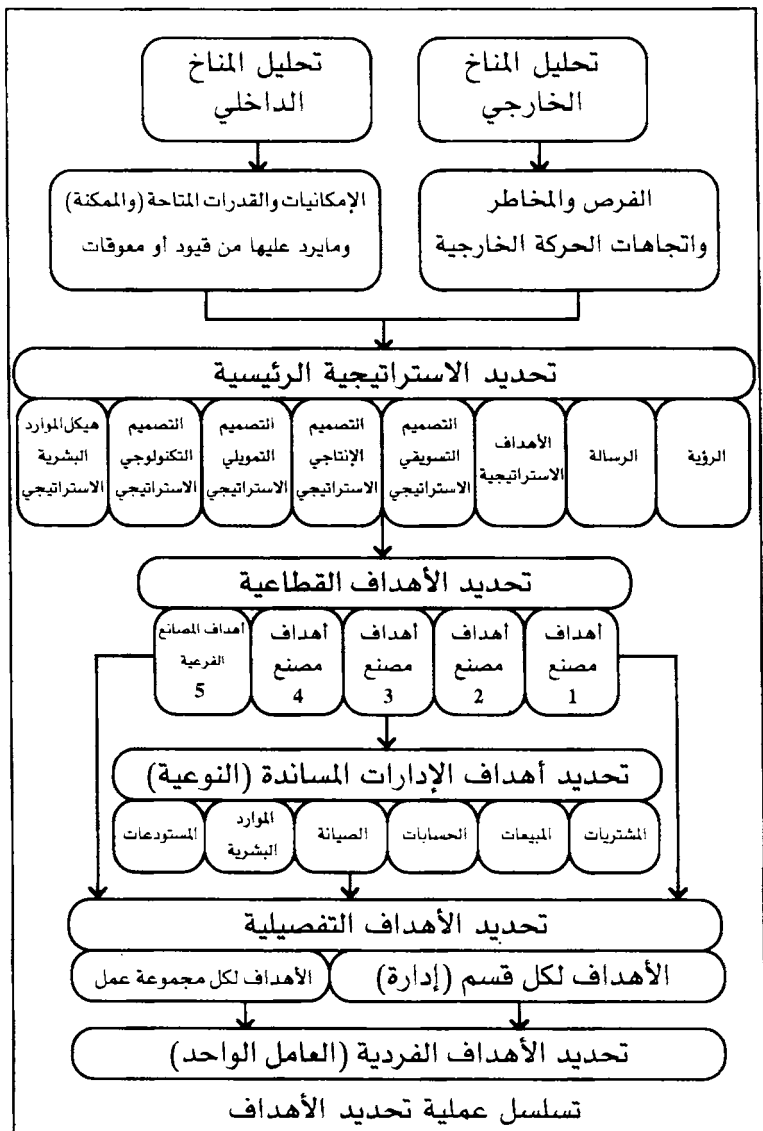 تحليل المناخ
الخارجي
تحليل المناخ
الداخلي
الفرص والمخاطر
واتجاهات الحركة الخارجية
الإمكانيات والقدرات المتاحة (والممكنة)
ومايرد عليها من قيود أو معوقات
تحديد الاستراتيجية الرئيسية
الرؤية
الرسالة
الأهداف
الاستراتيجية
التصميم
التسويقي
الاستراتيجي
التصميم
الإنتاجي
الاستراتيجي
التصميم
التمويلي
الاستراتيجي
التصميم
التكنولوجي
الاستراتيجي
هيكل الموارد
البشرية
الاستراتيجي
تحديد الأهداف القطاعية
أهداف
مصنع
1
أهداف
مصنع
2
أهداف
مصنع
3
أهداف
مصنع
4
أهداف المصانع
الفرعية
5
تحديد أهداف الإدارات المساندة (النوعية)
المشتريات
المبيعات
الحسابات
الصيانة
الموارد
البشرية
المستودعات
تحديد الأهداف التفصيلية
الأهداف لكل قسم (إدارة)
الأهداف لكل مجموعة عمل
تحديد الأهداف الفردية (العامل الواحد)
تسلسل عملية تحديد الأهداف